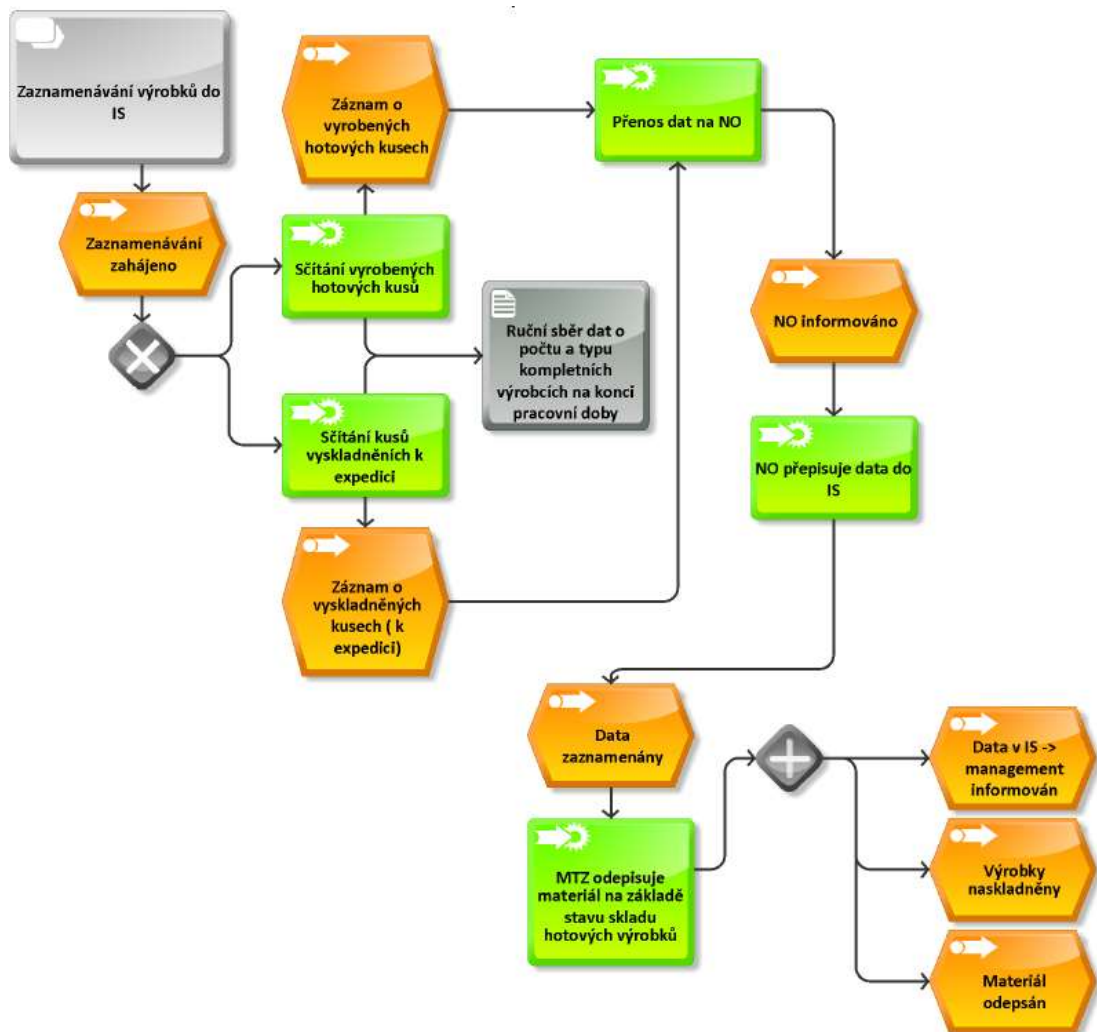 Zaznamenávání výrobků do
IS
Zaznamenávání
zahájeno
Záznam o
vyrobených
hotových kusech
Sčítání vyrobených
hotových kusů
Ruční sběr dat o
počtu a typu
kompletních
výrobcích na konci
pracovní doby
Sčítání kusů
vyskladněních k
expedici
Záznam o
vyskladněných
kusech ( k
expedici)
Přenos dat na NO
NO informováno
NO přepisuje data do
IS
Data
zaznamenány
MTZ odepisuje
materiál na základě
stavu skladu
hotových výrobků
Data v IS ->
management
informován
Výrobky
naskladněny
Materiál
odepsán